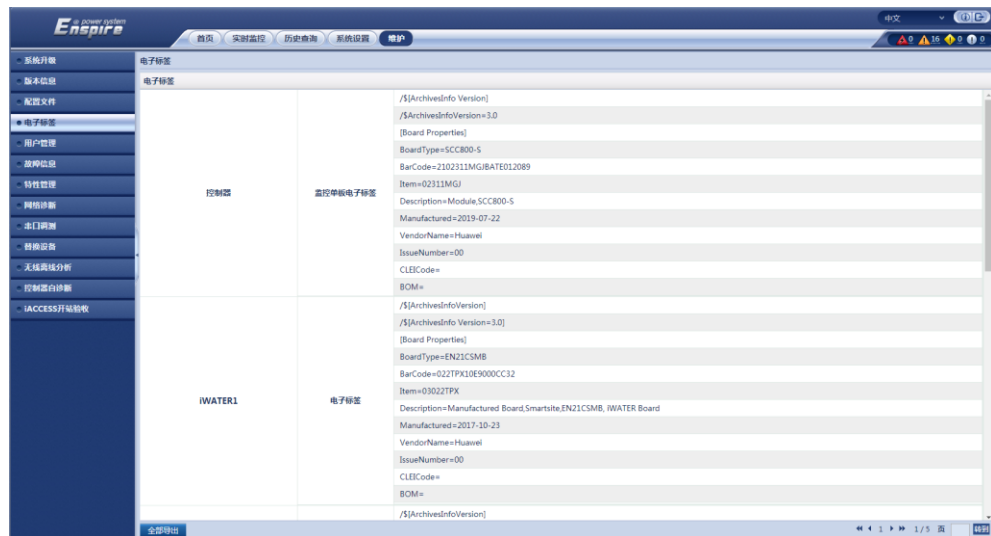 e power system
Enspire
中文
首页 实时监控 历史查询 系统设置 维护
0 16 0 0
系统升级
版本信息
配置文件
电子标签
用户管理
故障信息
特性管理
网络诊断
串口调测
替换设备
无线离线分析
控制器自诊断
iACCESS开站验收
电子标签
电子标签
控制器
监控单板电子标签
/$[ArchivesInfo Version]
/$ArchivesInfoVersion=3.0
[Board Properties]
BoardType=SCC800-S
BarCode=2102311MGJBATE012089
Item=02311MGJ
Description=Module,SCC800-S
Manufactured=2019-07-22
VendorName=Huawei
IssueNumber=00
CLEICode=
BOM=
iWATER1
电子标签
/$[ArchivesInfoVersion]
/$[ArchivesInfo Version=3.0]
[Board Properties]
BoardType=EN21CSMB
BarCode=022TPX10E9000CC32
Item=03022TPX
Description=Manufactured Board,Smartsite,EN21CSMB, iWATER Board
Manufactured=2017-10-23
VendorName=Huawei
IssueNumber=00
CLEICode=
BOM=
/$[ArchivesInfoVersion]
全部导出
1 1/5 页 转到